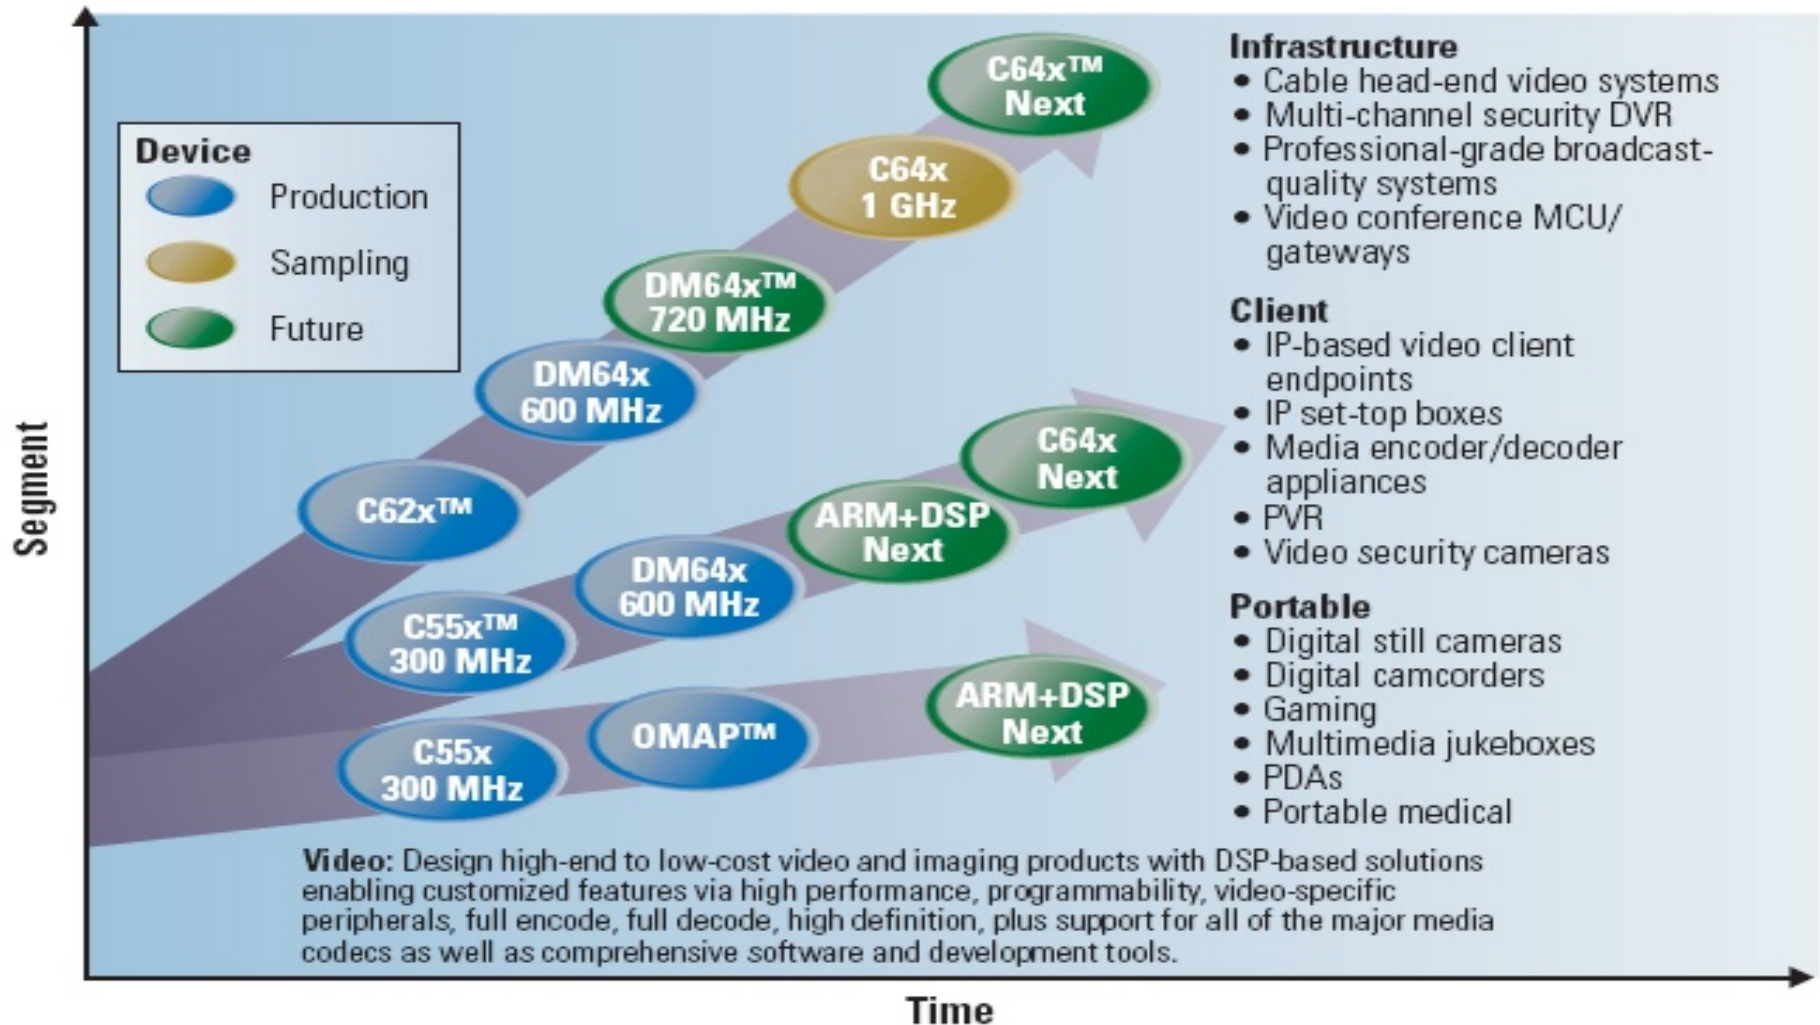 Device
Production
Sampling
Future
C64x™
Next
C64x
1 GHz
DM64x™
720 MHz
DM64x
600 MHz
C62x™
C64x
Next
ARM+DSP
Next
DM64x
600 MHz
C55x™
300 MHz
ARM+DSP
Next
OMAP™
C55x
300 MHz
Infrastructure
• Cable head-end video systems
• Multi-channel security DVR
• Professional-grade broadcast-
quality systems
• Video conference MCU/
gateways
Client
• IP-based video client
endpoints
• IP set-top boxes
• Media encoder/decoder
appliances
• PVR
• Video security cameras
Portable
• Digital still cameras
• Digital camcorders
• Gaming
• Multimedia jukeboxes
• PDAs
• Portable medical
Video: Design high-end to low-cost video and imaging products with DSP-based solutions
enabling customized features via high performance, programmability, video-specific
peripherals, full encode, full decode, high definition, plus support for all of the major media
codecs as well as comprehensive software and development tools.
Segment
Time